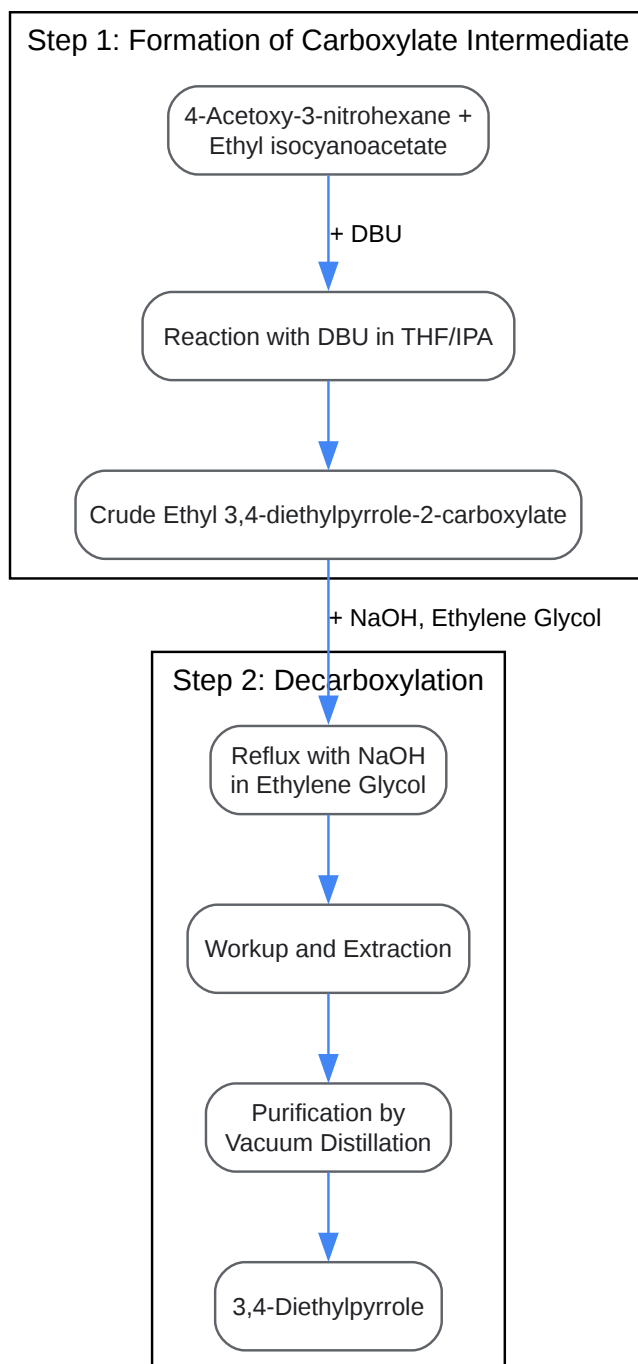 Step 1: Formation of Carboxylate Intermediate
4-Acetoxy-3-nitrohexane +
Ethyl isocyanoacetate
+ DBU
Reaction with DBU in THF/IPA
Crude Ethyl 3,4-diethylpyrrole-2-carboxylate
+ NaOH, Ethylene Glycol
Step 2: Decarboxylation
Reflux with NaOH
in Ethylene Glycol
Workup and Extraction
Purification by
Vacuum Distillation
3,4-Diethylpyrrole